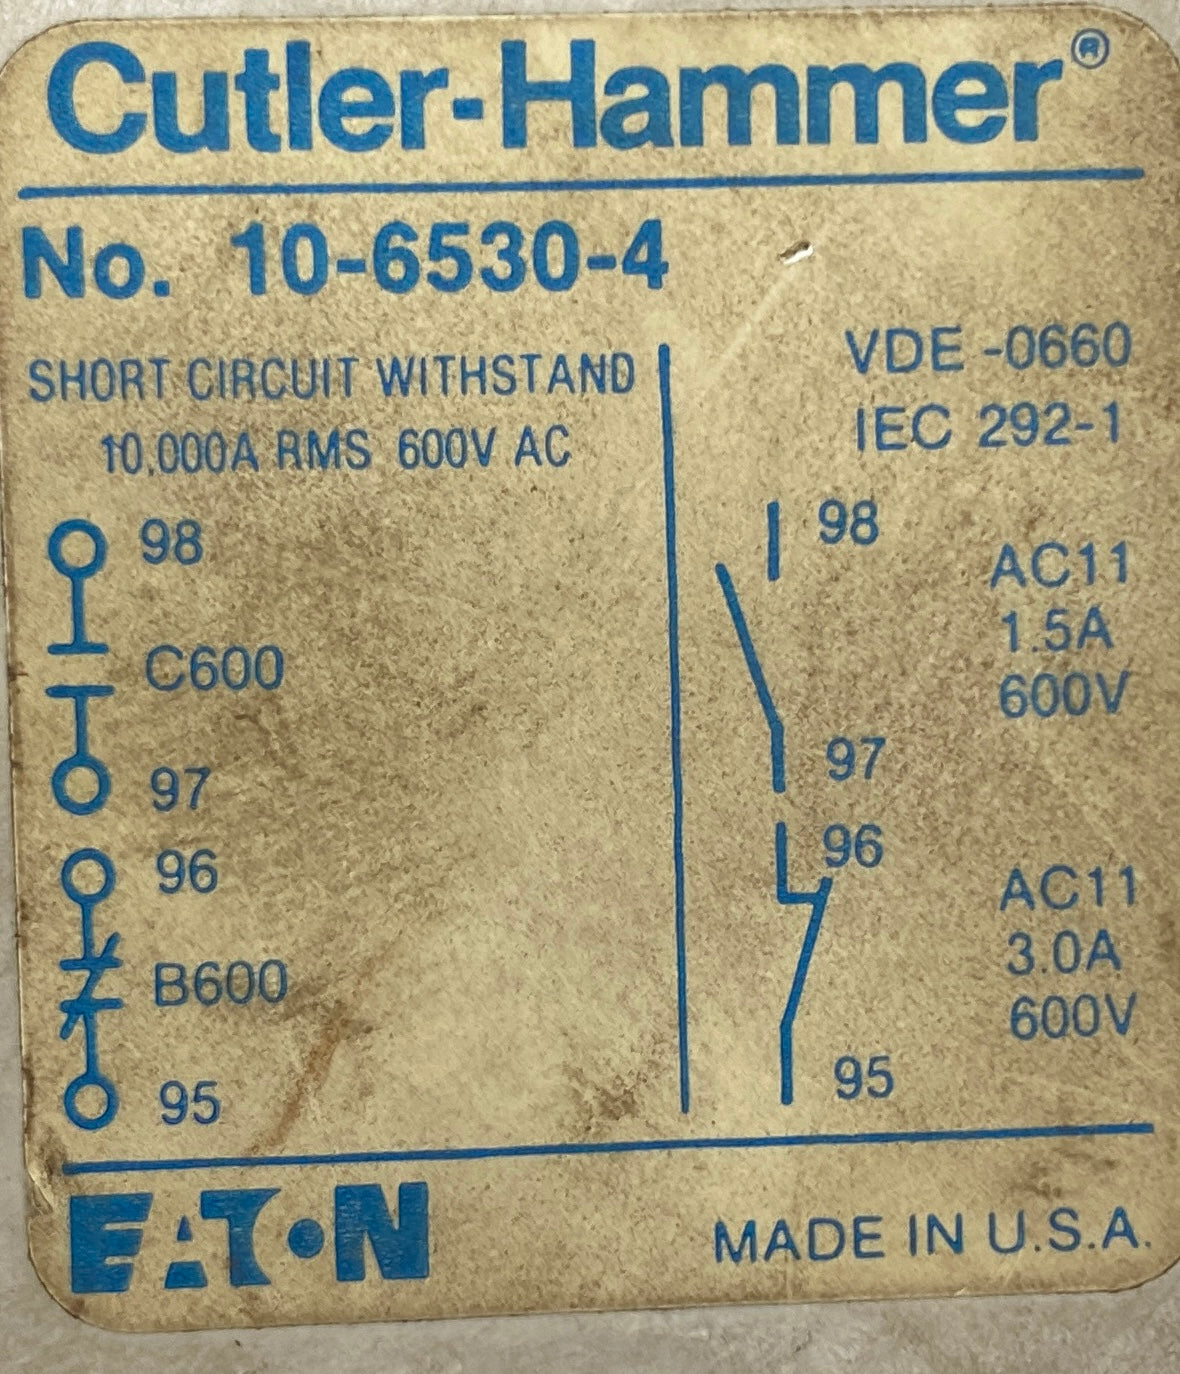 Cutler-Hammer®
No. 10-6530-4
SHORT CIRCUIT WITHSTAND
10,000A RMS 600V AC
98
C600
97
96
B600
95
VDE -0660
IEC 292-1
98
AC11
1.5A
600V
97
96
AC11
3.0A
600V
95
EATON
MADE IN U.S.A.